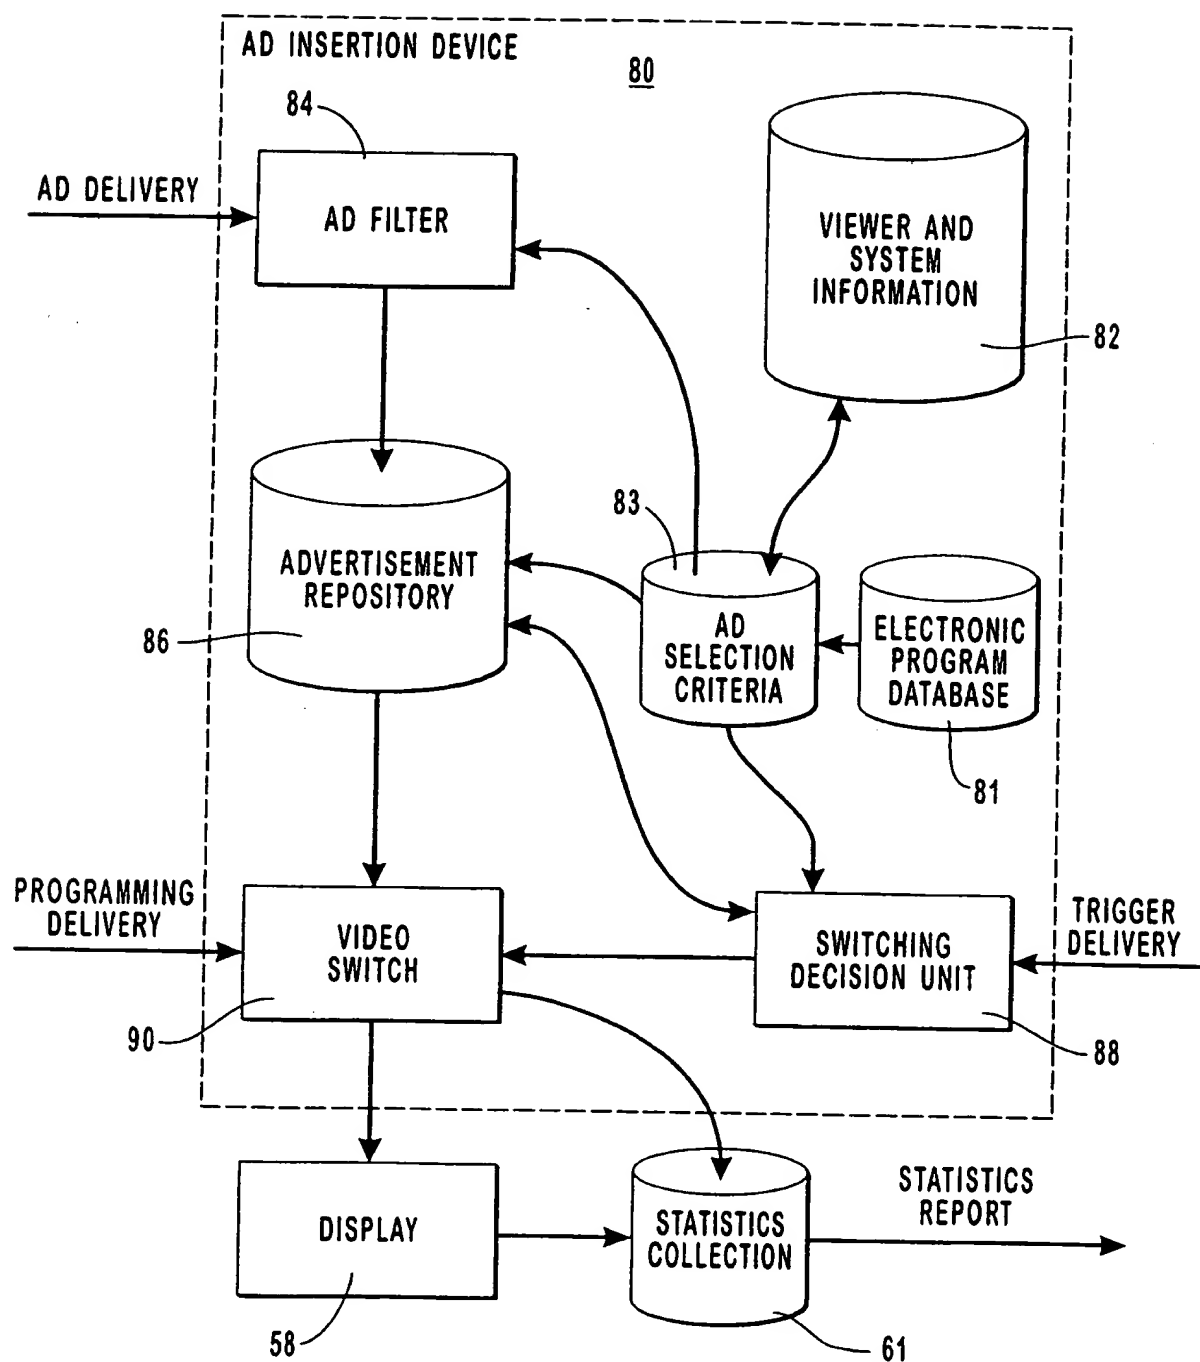 AD INSERTION DEVICE
80
84
AD DELIVERY
AD FILTER
VIEWER AND
SYSTEM
INFORMATION
82
83
ADVERTISEMENT
REPOSITORY
86
AD
SELECTION
CRITERIA
ELECTRONIC
PROGRAM
DATABASE
81
PROGRAMMING
DELIVERY
VIDEO
SWITCH
90
SWITCHING
DECISION UNIT
88
TRIGGER
DELIVERY
DISPLAY
58
STATISTICS
COLLECTION
61
STATISTICS
REPORT